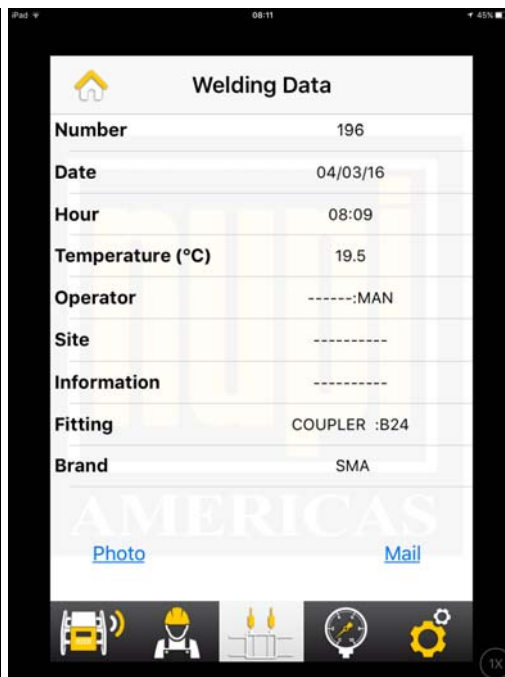 iPad 08:11 45%
Welding Data
Number 196
Date 04/03/16
Hour 08:09
Temperature (°C) 19.5
Operator ------:MAN
Site ----------
Information ----------
Fitting COUPLER :B24
Brand SMA
nupi
AMERICAS
Photo Mail
1X